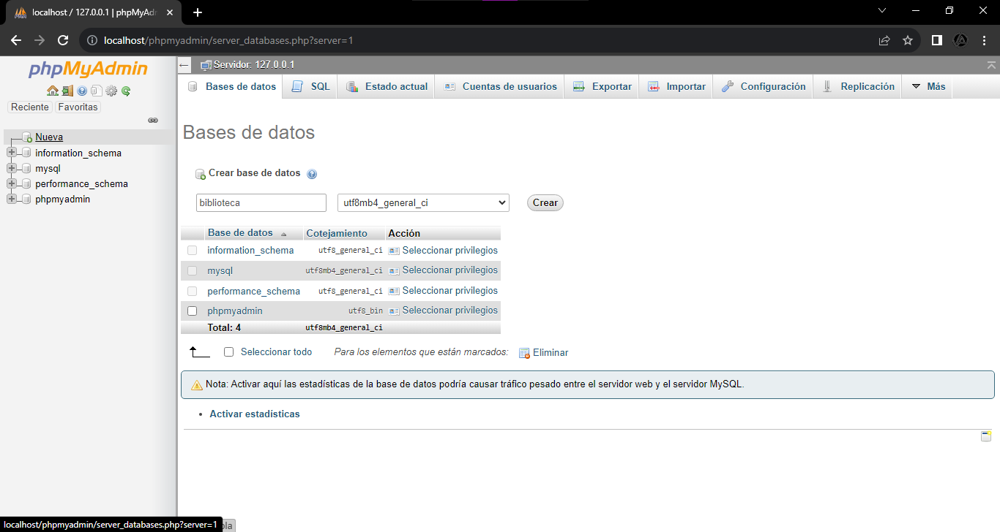 localhost / 127.0.0.1 | phpMyAdr
localhost/phpmyadmin/server_databases.php?server=1
phpMyAdmin
Reciente Favoritas
Nueva
information_schema
mysql
performance_schema
phpmyadmin
Servidor: 127.0.0.1
Bases de datos SQL Estado actual Cuentas de usuarios Exportar Importar Configuración Replicación Más
Bases de datos
Crear base de datos
biblioteca utf8mb4_general_ci Crear
Base de datos Cotejamiento Acción
information_schema utf8_general_ci Seleccionar privilegios
mysql utf8mb4_general_ci Seleccionar privilegios
performance_schema utf8_general_ci Seleccionar privilegios
phpmyadmin utf8_bin Seleccionar privilegios
Total: 4 utf8mb4_general_ci
Seleccionar todo Para los elementos que están marcados: Eliminar
Nota: Activar aquí las estadísticas de la base de datos podría causar tráfico pesado entre el servidor web y el servidor MySQL.
Activar estadísticas
localhost/phpmyadmin/server_databases.php?server=1